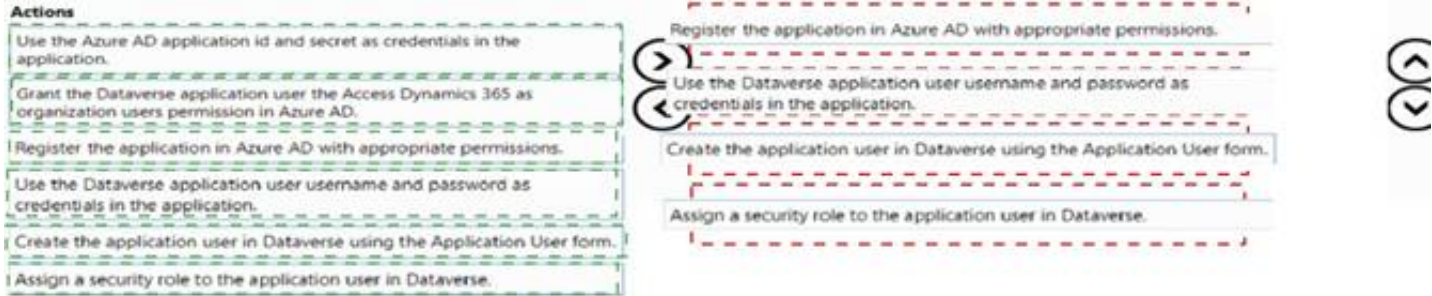 Actions
Use the Azure AD application id and secret as credentials in the
application.
Grant the Dataverse application user the Access Dynamics 365 as
organization users permission in Azure AD.
Register the application in Azure AD with appropriate permissions.
Use the Dataverse application user username and password as
credentials in the application.
Create the application user in Dataverse using the Application User form.
Assign a security role to the application user in Dataverse.
Register the application in Azure AD with appropriate permissions.
Use the Dataverse application user username and password as
credentials in the application.
Create the application user in Dataverse using the Application User form.
Assign a security role to the application user in Dataverse.